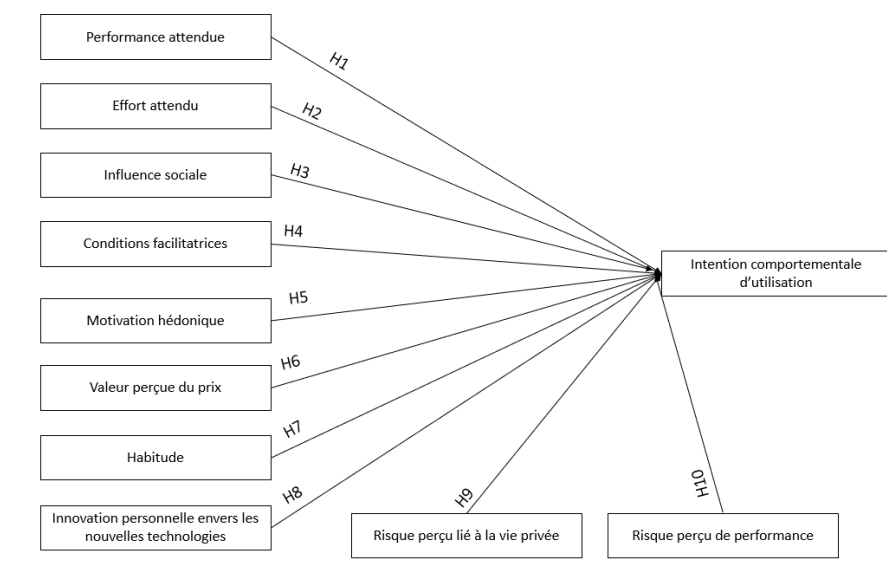 Performance attendue
H1
Effort attendu
H2
Influence sociale
H3
Conditions facilitatrices
H4
Intention comportementale
d'utilisation
Motivation hédonique
H5
Valeur perçue du prix
H6
Habitude
H7
Innovation personnelle envers les
nouvelles technologies
H8
H9
Risque perçu lié à la vie privée
H10
Risque perçu de performance